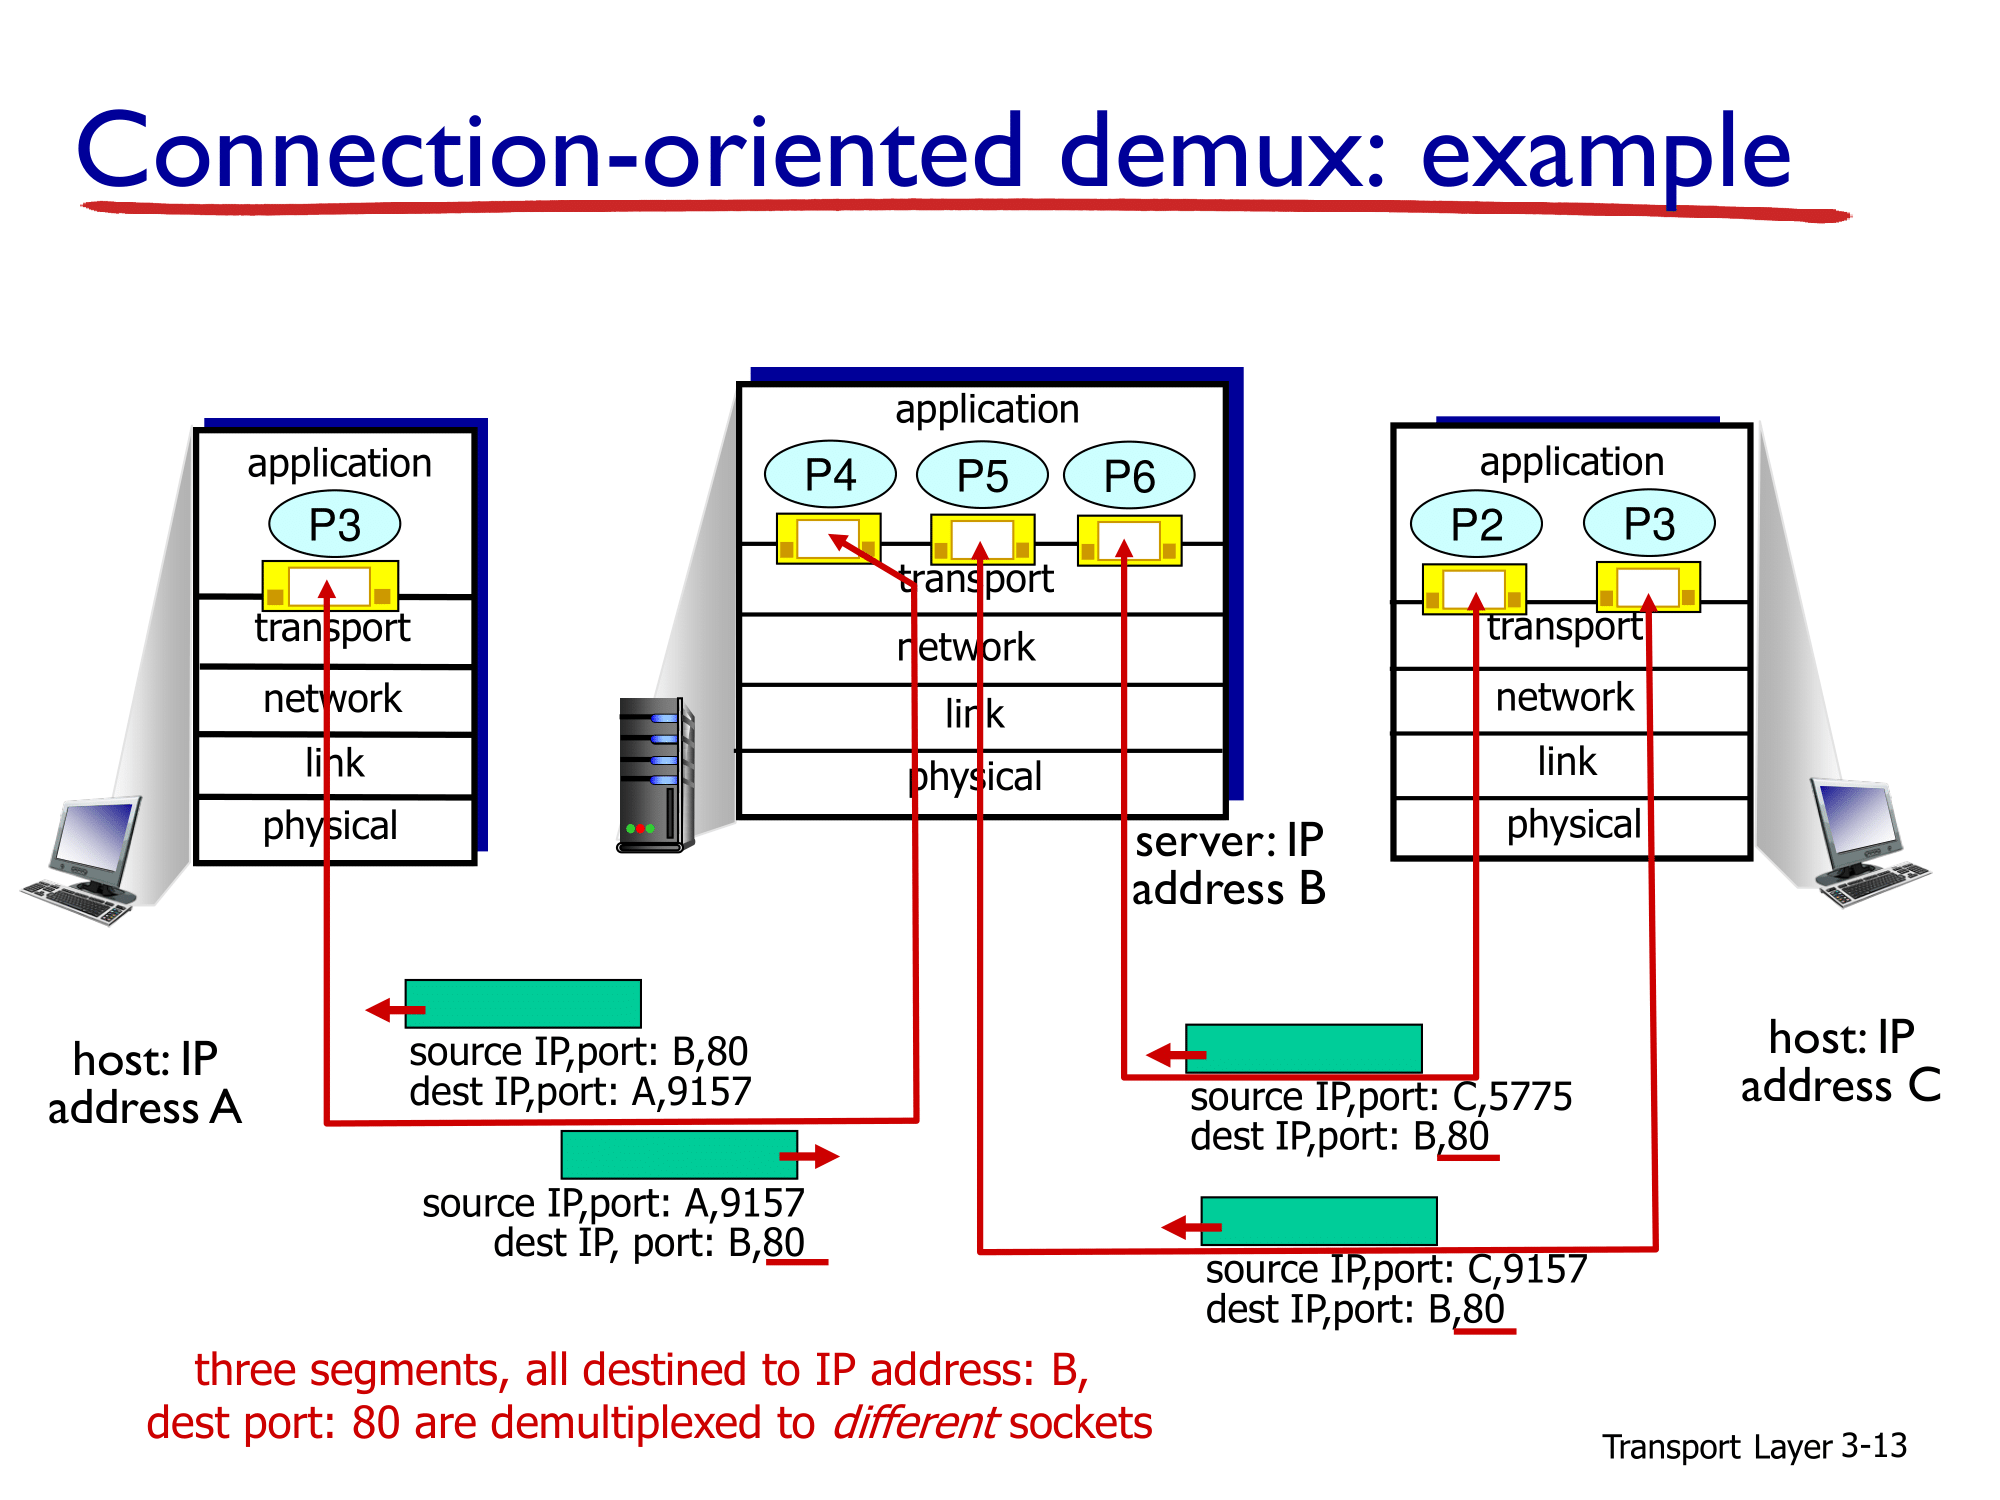 Connection-oriented demux: example
application
P3
transport
network
link
physical
host: IP
address A
application
P4 P5 P6
transport
network
link
physical
server: IP
address B
application
P2 P3
transport
network
link
physical
host: IP
address C
source IP,port: B,80
dest IP,port: A,9157
source IP,port: A,9157
dest IP, port: B,80
source IP,port: C,5775
dest IP,port: B,80
source IP,port: C,9157
dest IP,port: B,80
three segments, all destined to IP address: B,
dest port: 80 are demultiplexed to different sockets
Transport Layer 3-13